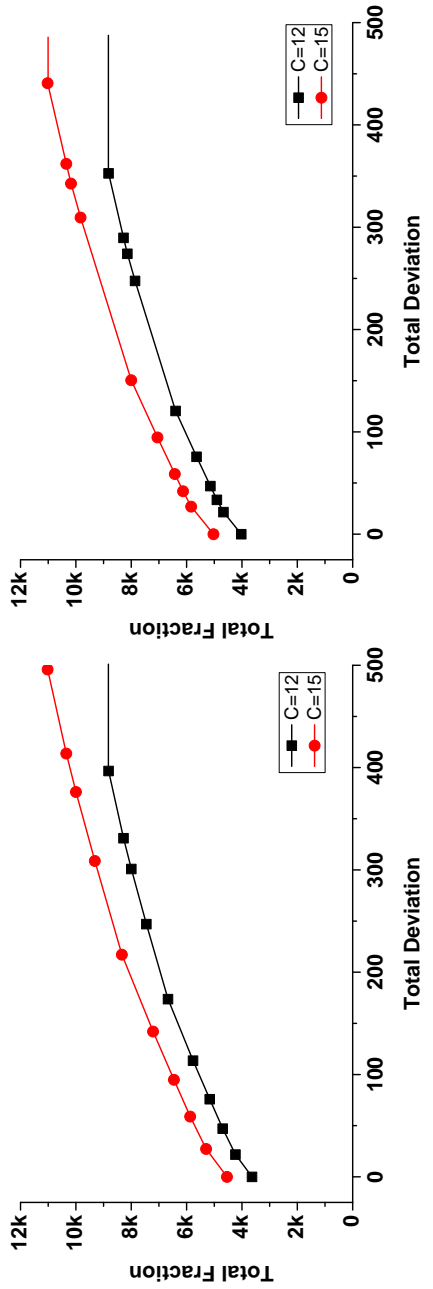 12k
10k
8k
6k
4k
2k
0
Total Fraction
0
100
200
300
400
500
Total Deviation
C=12
C=15
12k
10k
8k
6k
4k
2k
0
Total Fraction
0
100
200
300
400
500
Total Deviation
C=12
C=15